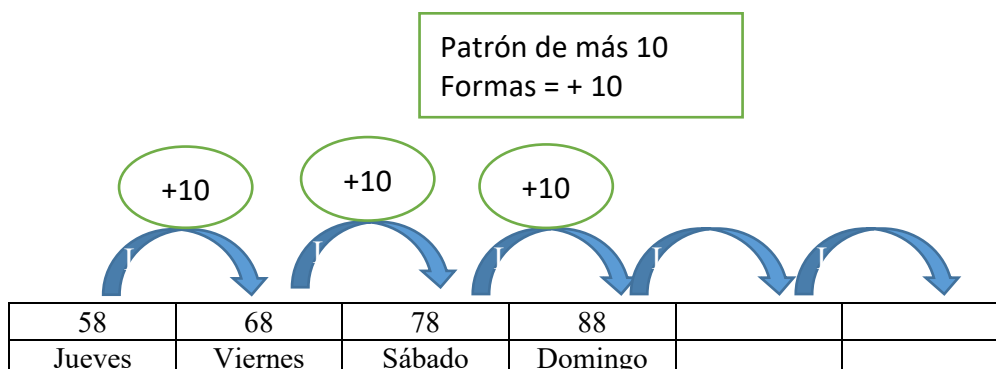 Patrón de más 10
Formas = + 10
+10 +10 +10
J J J J J
58 68 78 88
Jueves Viernes Sábado Domingo